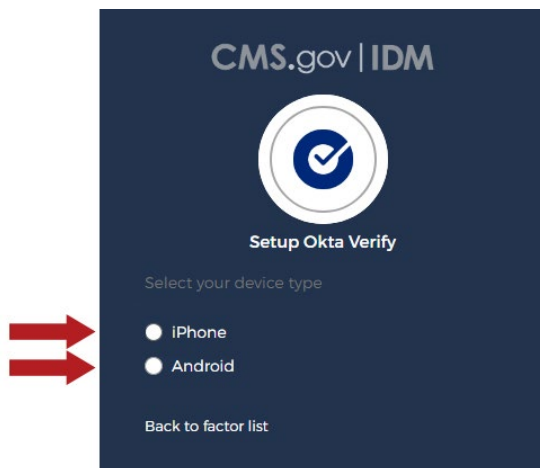 CMS.gov | IDM
Setup Okta Verify
Select your device type
iPhone
Android
Back to factor list